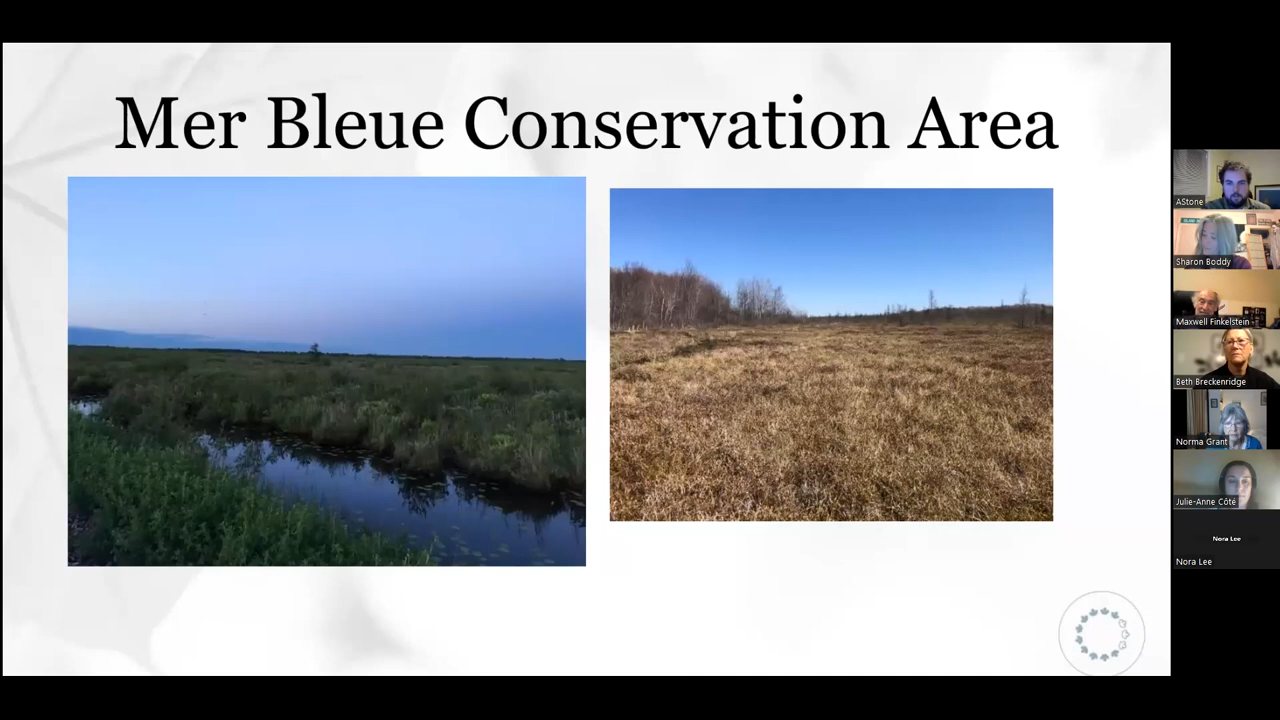 Mer Bleue Conservation Area
AStone
Sharon Boddy
Maxwell Finkelstein
Beth Breckenridge
Norma Grant
Julie-Anne Côté
Nora Lee
Nora Lee